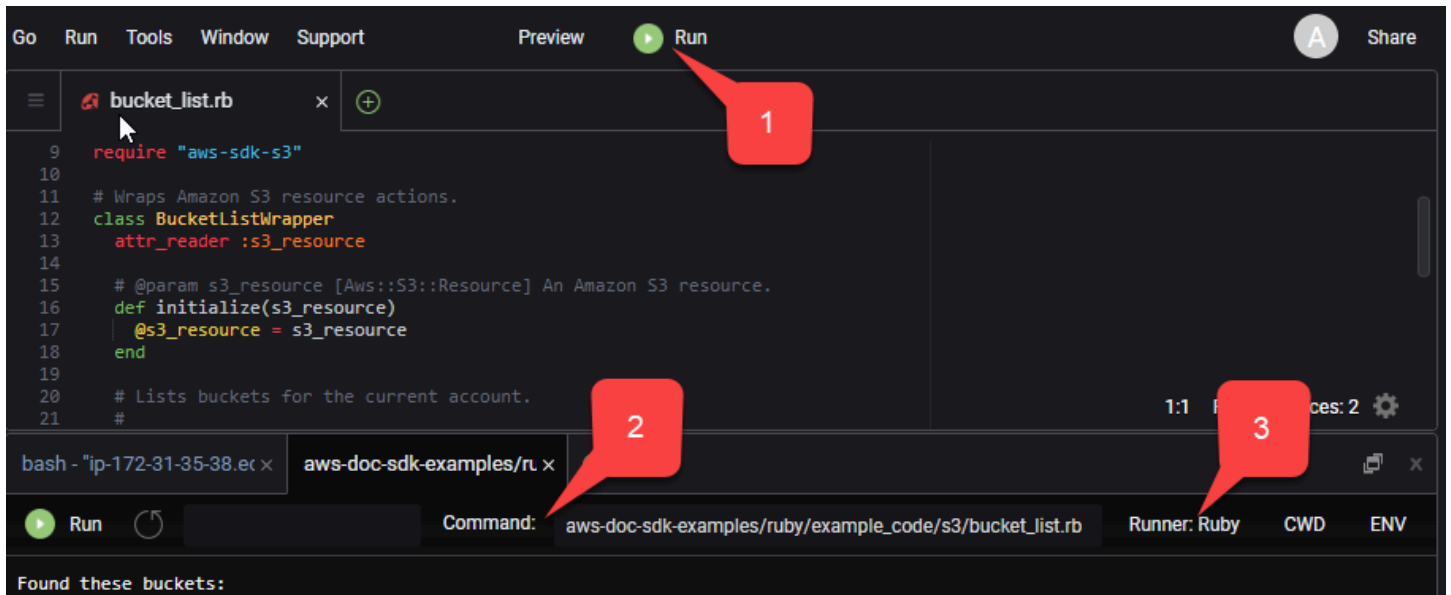 Go Run Tools Window Support Preview Run A Share
bucket_list.rb ×
1
9 require "aws-sdk-s3"
10
11 # Wraps Amazon S3 resource actions.
12 class BucketListWrapper
13 attr_reader :s3_resource
14
15 # @param s3_resource [Aws::S3::Resource] An Amazon S3 resource.
16 def initialize(s3_resource)
17 @s3_resource = s3_resource
18 end
19
20 # Lists buckets for the current account.
21 #
1:1 ces: 2
2
3
bash - "ip-172-31-35-38.ec × aws-doc-sdk-examples/ru × ×
Run Command: aws-doc-sdk-examples/ruby/example_code/s3/bucket_list.rb Runner: Ruby CWD ENV
Found these buckets: